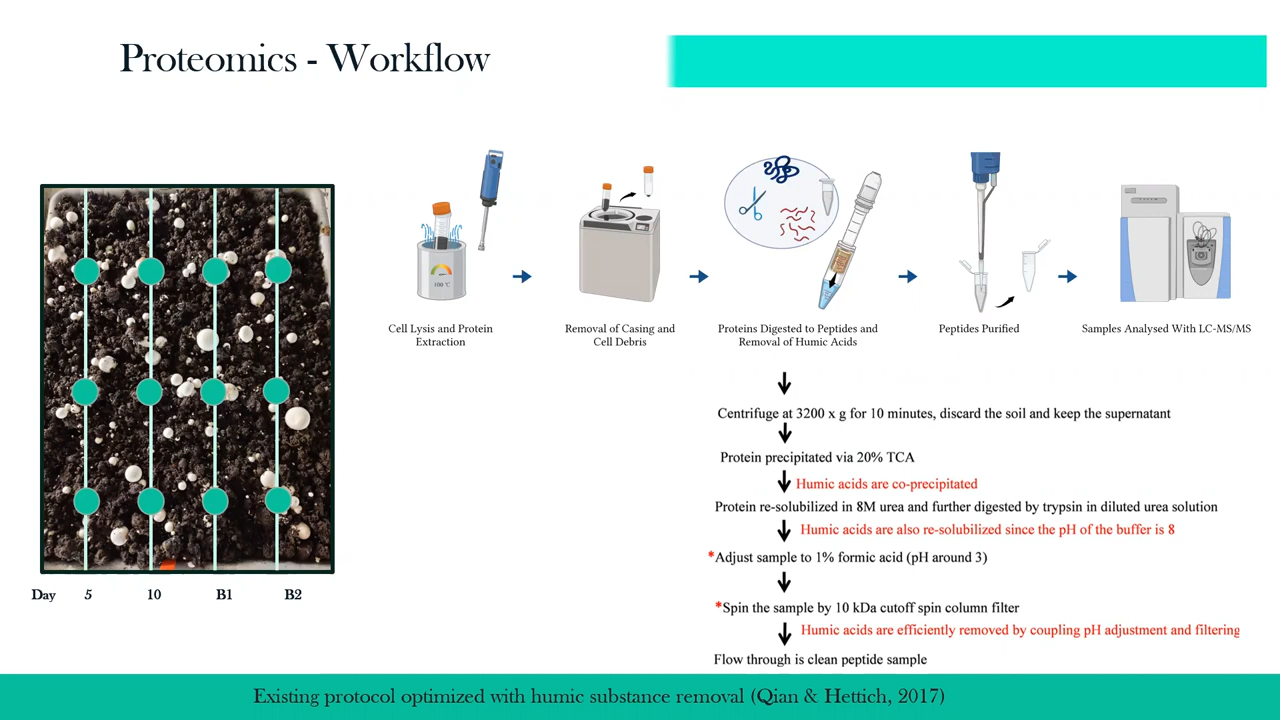 Proteomics - Workflow
100 °C
Cell Lysis and Protein
Extraction
Removal of Casing and
Cell Debris
Proteins Digested to Peptides and
Removal of Humic Acids
Peptides Purified
Samples Analysed With LC-MS/MS
Centrifuge at 3200 x g for 10 minutes, discard the soil and keep the supernatant
Protein precipitated via 20% TCA
Humic acids are co-precipitated
Protein re-solubilized in 8M urea and further digested by trypsin in diluted urea solution
Humic acids are also re-solubilized since the pH of the buffer is 8
*Adjust sample to 1% formic acid (pH around 3)
*Spin the sample by 10 kDa cutoff spin column filter
Humic acids are efficiently removed by coupling pH adjustment and filtering
Flow through is clean peptide sample
Day 5 10 B1 B2
Existing protocol optimized with humic substance removal (Qian & Hettich, 2017)